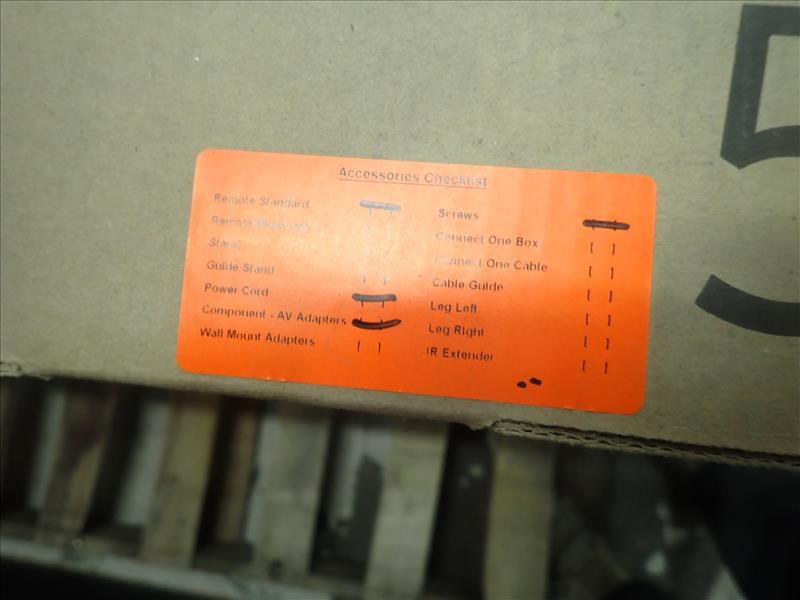 5
Accessories Checklist
Remote Standard
Remote
Stand [ ]
Guide Stand [ ]
Power Cord
Component - AV Adapters
Wall Mount Adapters [ ]
Screws
Connect One Box [ ]
Connect One Cable [ ]
Cable Guide [ ]
Leg Left [ ]
Leg Right [ ]
IR Extender [ ]